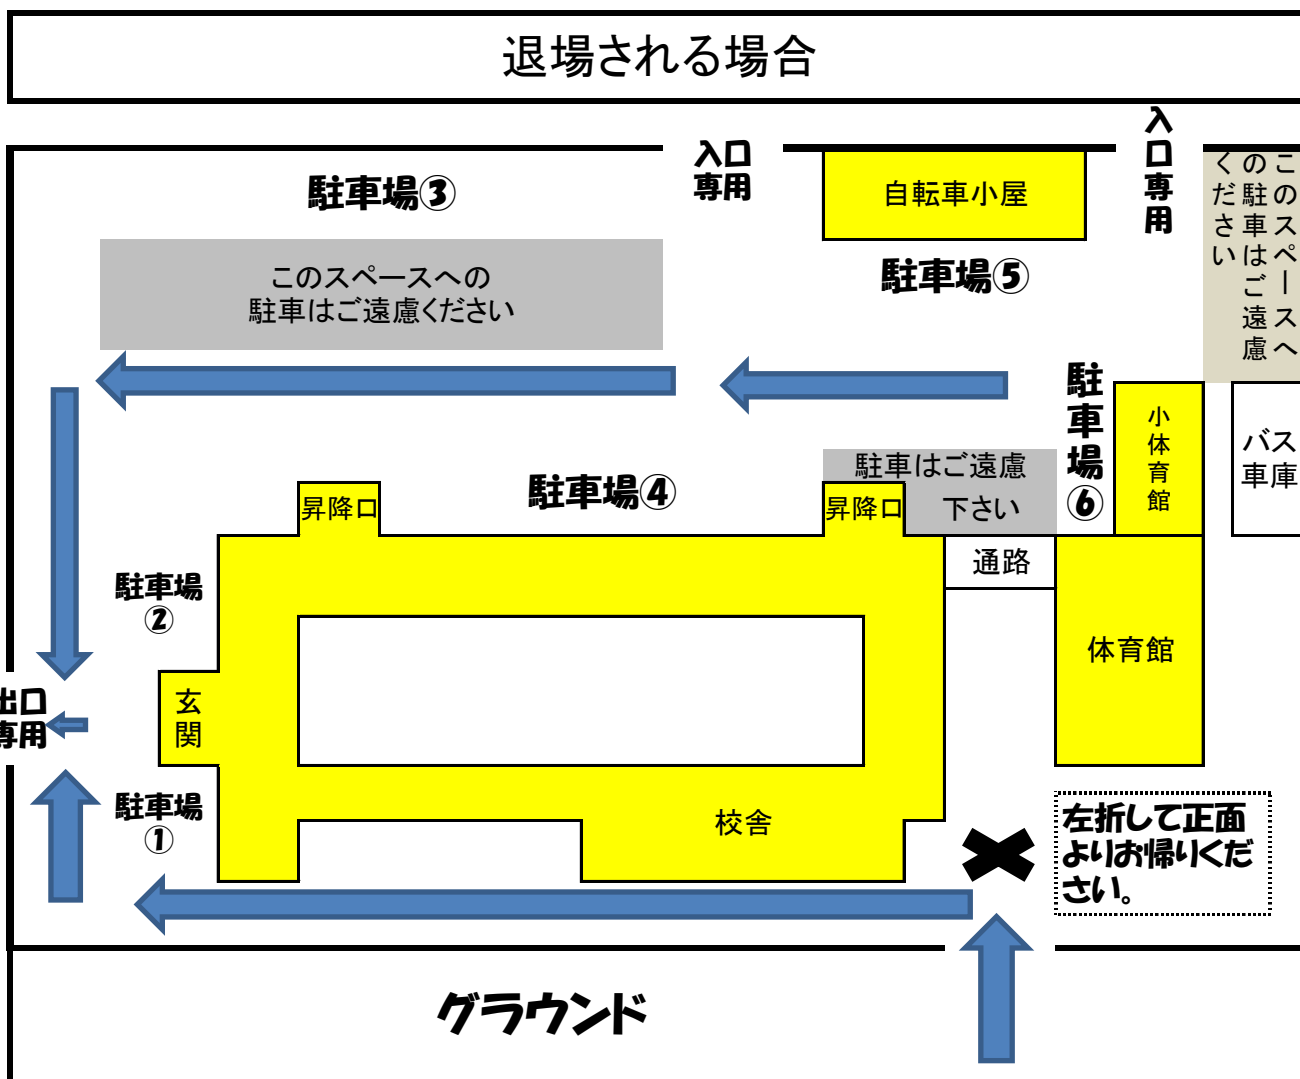 退場される場合
入口
専用
入口専用
駐車場③
自転車小屋
このスペースへ
の駐車はご遠慮
ください
このスペースへの
駐車はご遠慮ください
駐車場⑤
駐車場⑥
小体育館
バス
車庫
駐車はご遠慮
下さい
駐車場④
昇降口
昇降口
通路
駐車場
②
体育館
玄関
出口
専用
駐車場
①
校舎
左折して正面
よりお帰りくだ
さい。
グラウンド